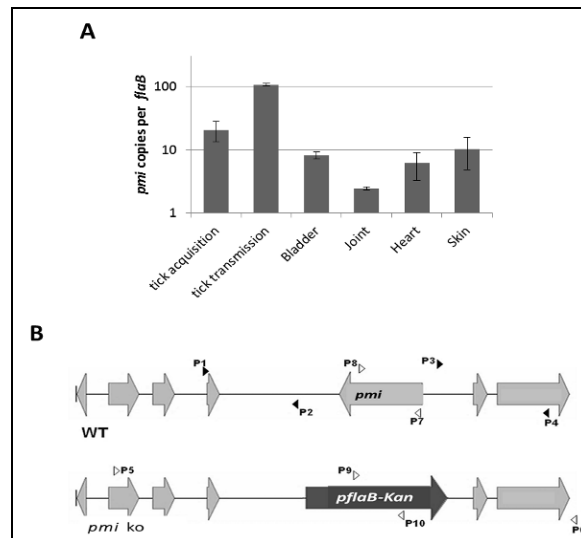 A
pmi copies per flaB
100
10
1
tick acquisition
tick transmission
Bladder
Joint
Heart
Skin
B
P1
P8
P3
pmi
P2
P7
P4
WT
P5
P9
pflaB-Kan
P10
pmi ko